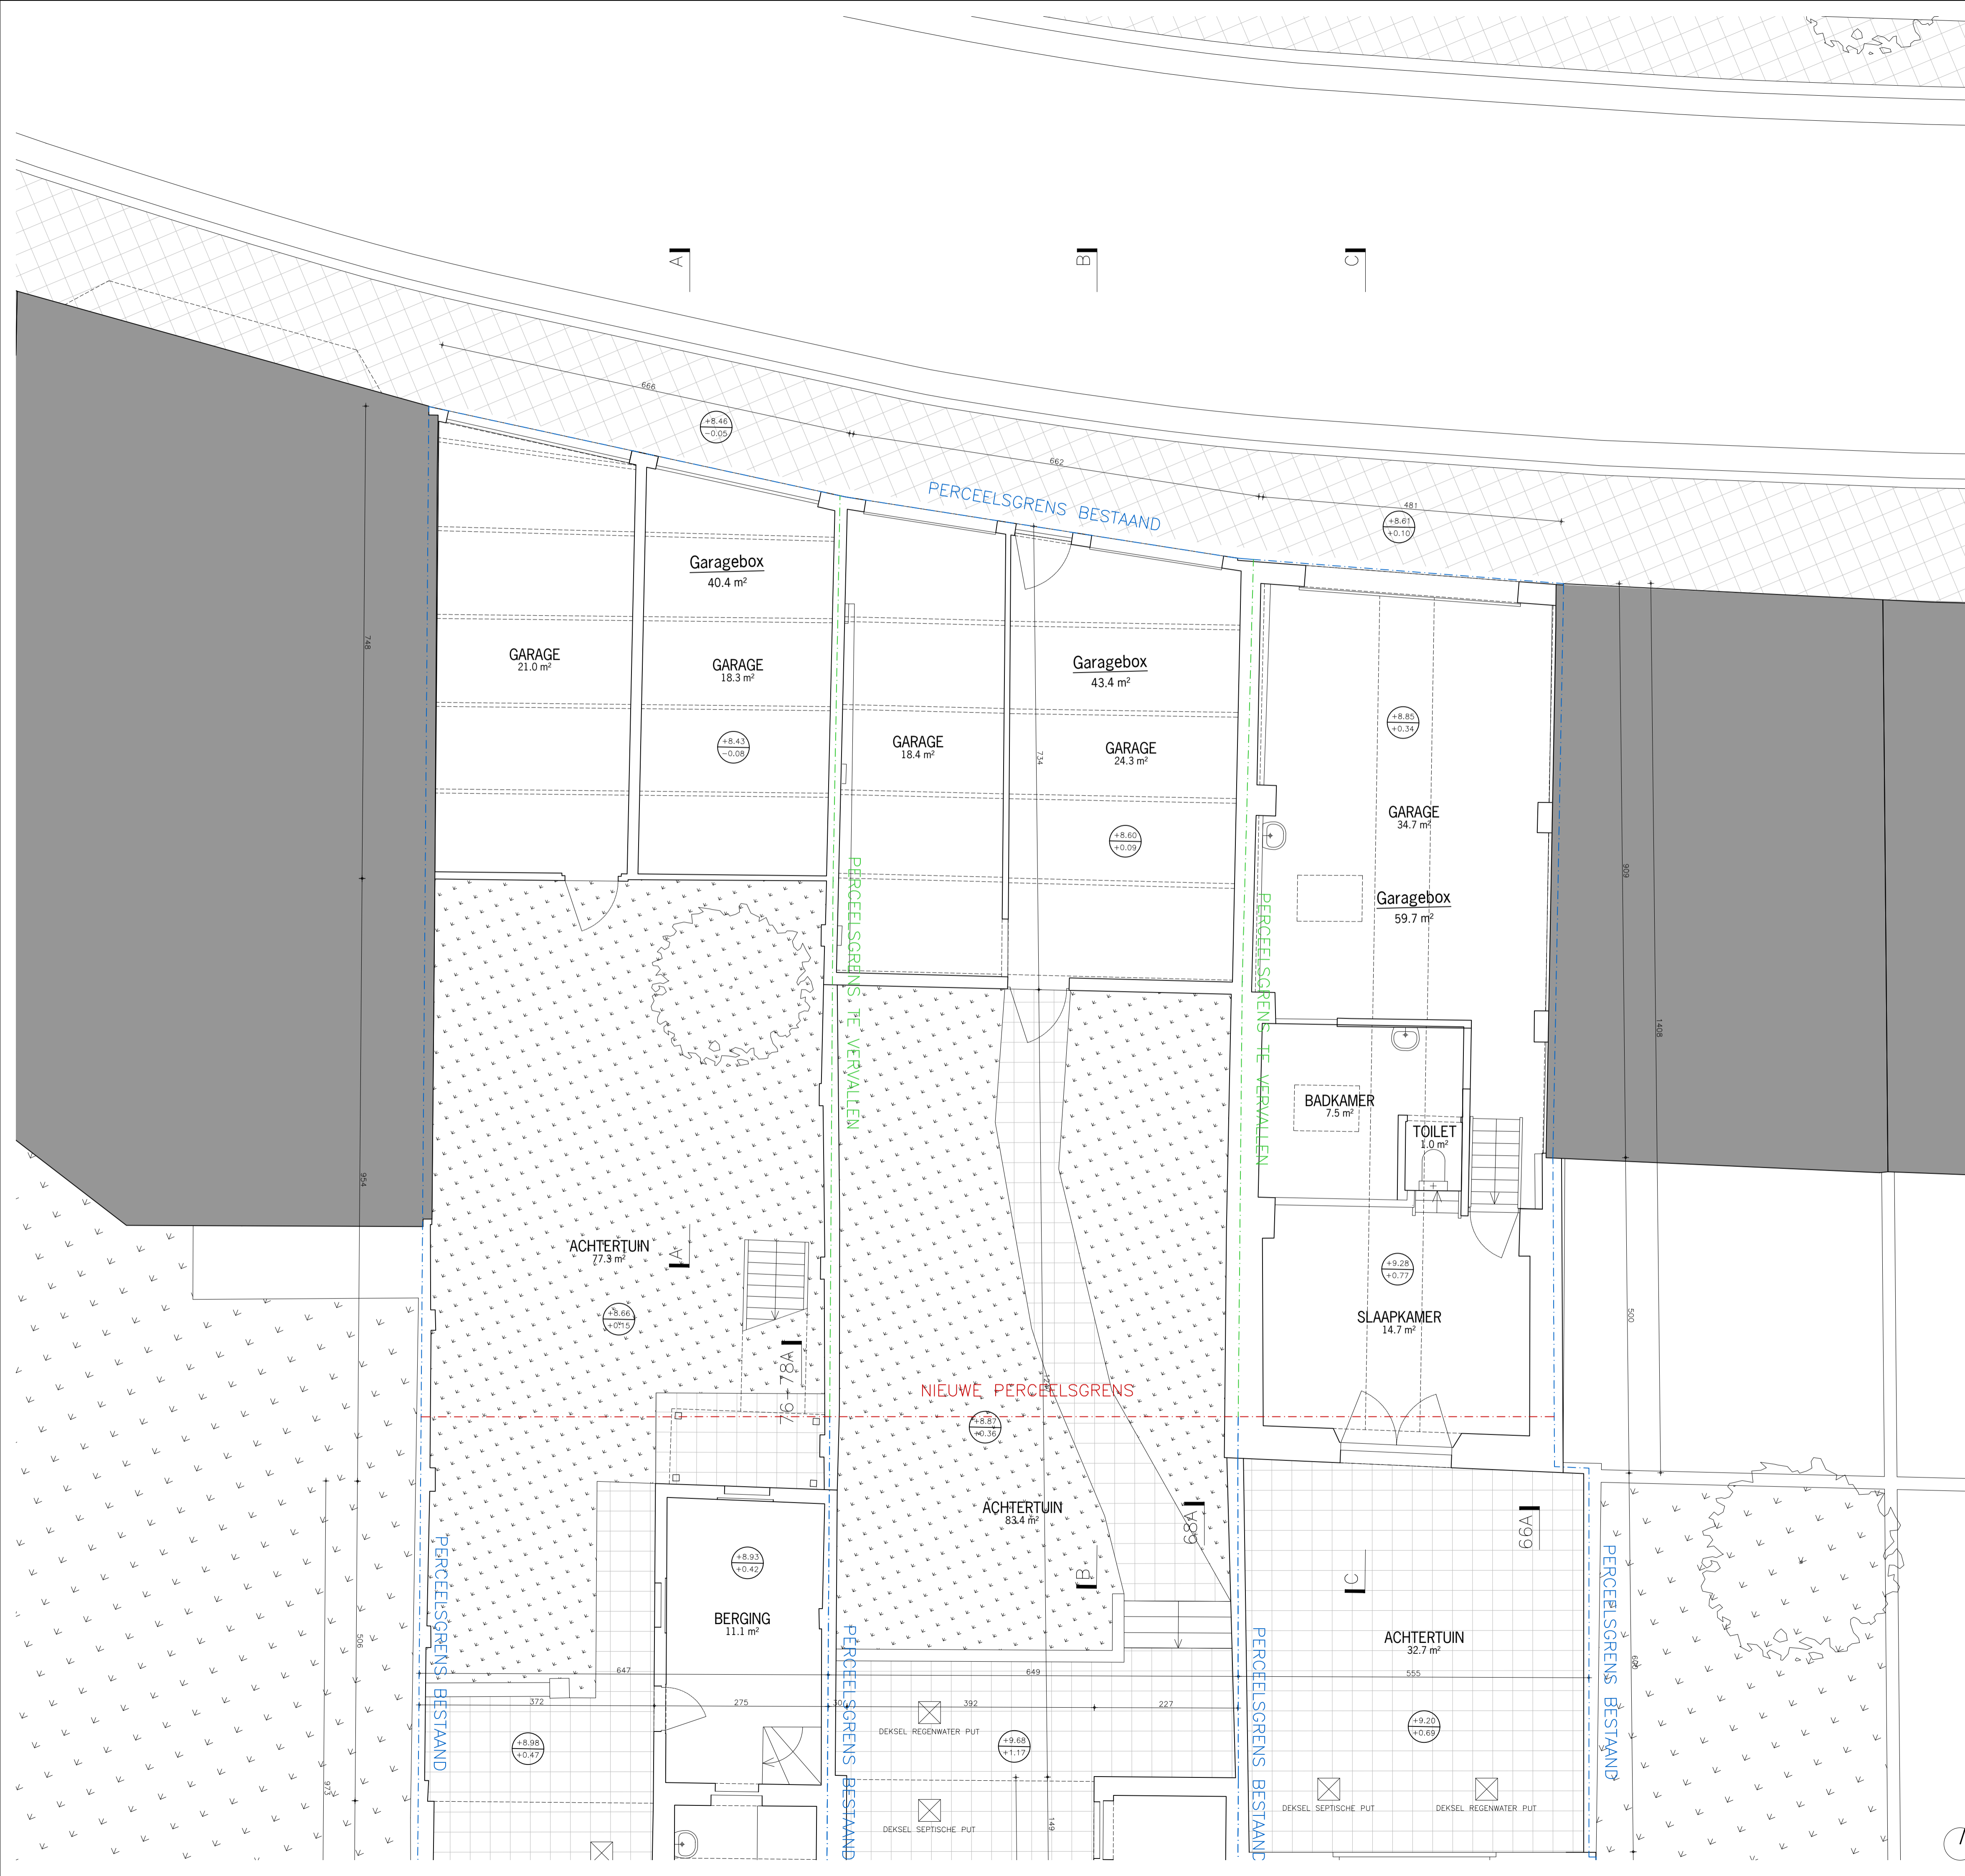 A
B
C
666
+8.46
-0.05
662
PERCEELSGRENS BESTAAND
481
+8.61
+0.10
Garagebox
40.4 m²
748
GARAGE
21.0 m²
GARAGE
18.3 m²
Garagebox
43.4 m²
+8.43
-0.08
GARAGE
18.4 m²
GARAGE
24.3 m²
734
+8.85
+0.34
GARAGE
34.7 m²
+8.60
+0.09
909
Garagebox
59.7 m²
PERCEELSGRENS TE VERVALLEN
PERCEELSGRENS TE VERVALLEN
1408
BADKAMER
7.5 m²
TOILET
1.0 m²
954
ACHTERTUIN
77.3 m²
A
+8.66
+0.15
+9.28
+0.77
SLAAPKAMER
14.7 m²
500
76 - 78A
NIEUWE PERCEELSGRENS
+8.87
+0.36
ACHTERTUIN
83.4 m²
68A
66A
+8.93
+0.42
B
C
BERGING
11.1 m²
ACHTERTUIN
32.7 m²
506
PERCEELSGRENS BESTAAND
PERCEELSGRENS BESTAAND
PERCEELSGRENS BESTAAND
PERCEELSGRENS BESTAAND
647
649
555
372
275
30
392
227
DEKSEL REGENWATER PUT
+8.98
+0.47
+9.68
+1.17
+9.20
+0.69
973
DEKSEL SEPTISCHE PUT
149
DEKSEL SEPTISCHE PUT
DEKSEL REGENWATER PUT